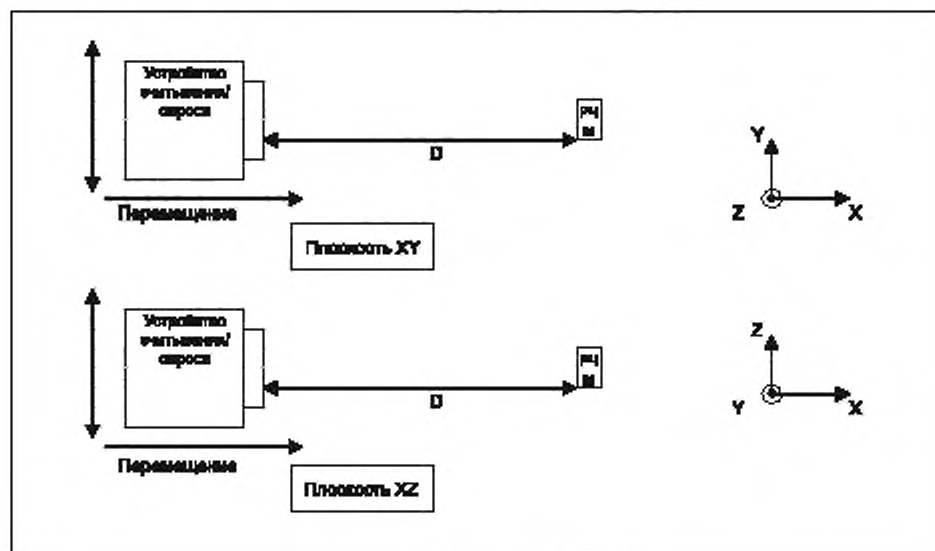 Устройство
считывания/
опроса
РЧ
М
D
Y
Z
X
Перемещение
Плоскость XY
Устройство
считывания/
опроса
РЧ
М
D
Z
Y
X
Перемещение
Плоскость XZ